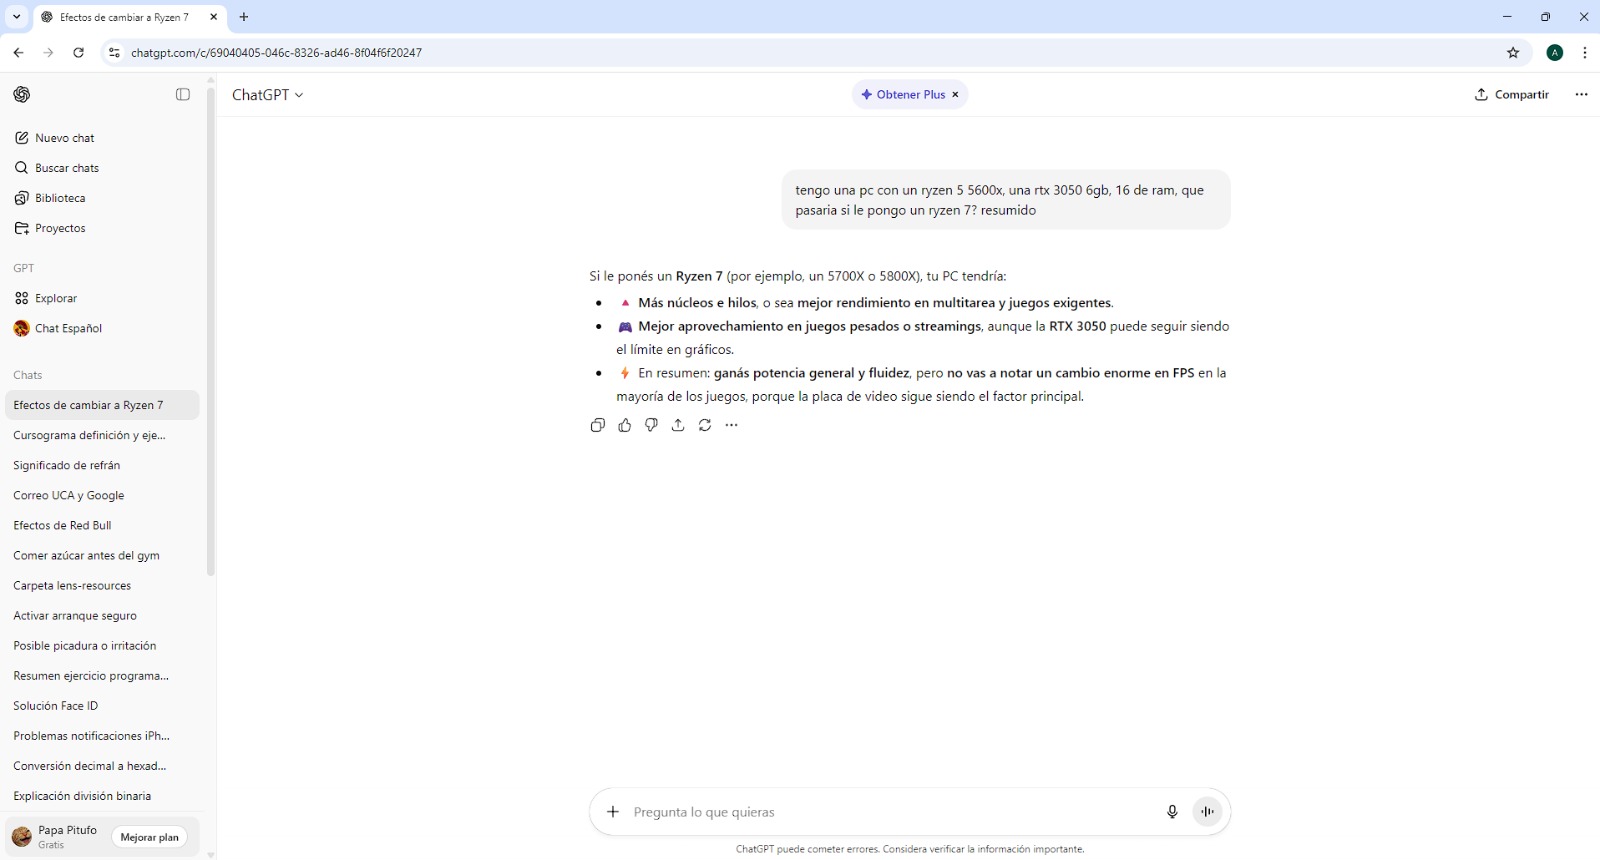 Efectos de cambiar a Ryzen 7
chatgpt.com/c/69040405-046c-8326-ad46-8f04f6f20247
A
ChatGPT
Obtener Plus
Compartir
Nuevo chat
Buscar chats
Biblioteca
Proyectos
GPT
Explorar
Chat Español
Chats
Efectos de cambiar a Ryzen 7
Cursograma definición y eje...
Significado de refrán
Correo UCA y Google
Efectos de Red Bull
Comer azúcar antes del gym
Carpeta lens-resources
Activar arranque seguro
Posible picadura o irritación
Resumen ejercicio programa...
Solución Face ID
Problemas notificaciones iPh...
Conversión decimal a hexad...
Explicación división binaria
Papa Pitufo
Gratis
Mejorar plan
tengo una pc con un ryzen 5 5600x, una rtx 3050 6gb, 16 de ram, que
pasaria si le pongo un ryzen 7? resumido
Si le ponés un Ryzen 7 (por ejemplo, un 5700X o 5800X), tu PC tendría:
Más núcleos e hilos, o sea mejor rendimiento en multitarea y juegos exigentes.
Mejor aprovechamiento en juegos pesados o streamings, aunque la RTX 3050 puede seguir siendo
el límite en gráficos.
En resumen: ganás potencia general y fluidez, pero no vas a notar un cambio enorme en FPS en la
mayoría de los juegos, porque la placa de video sigue siendo el factor principal.
Pregunta lo que quieras
ChatGPT puede cometer errores. Considera verificar la información importante.